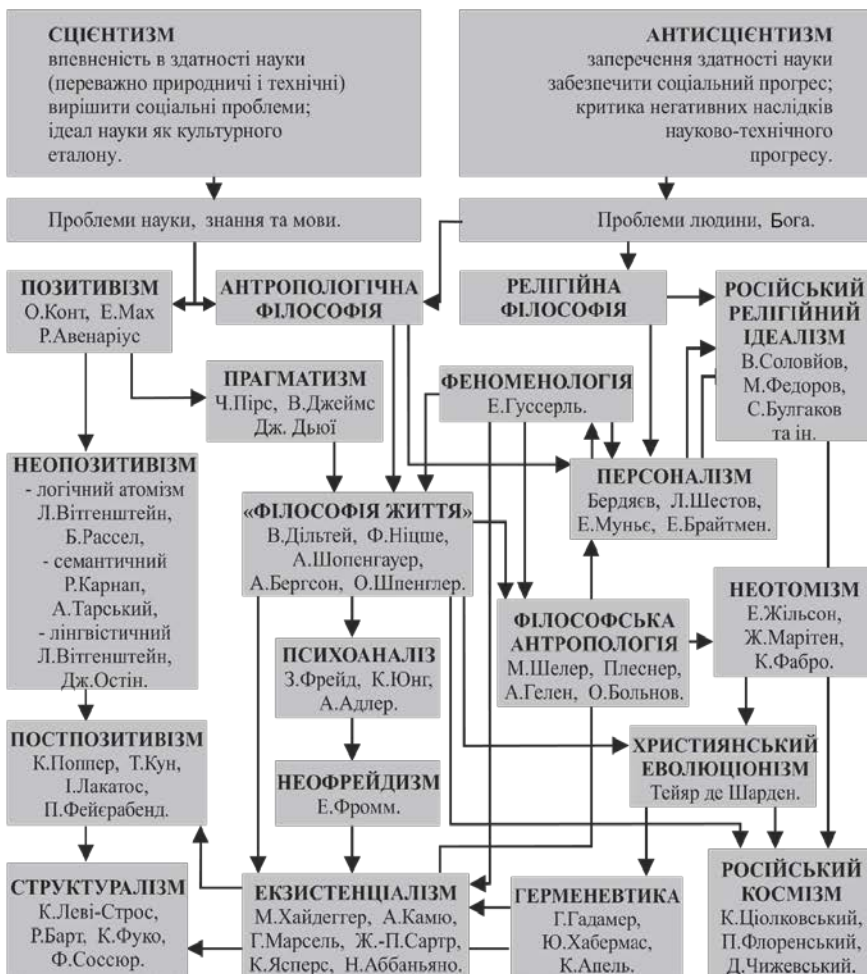 СЦІЄНТИЗМ
впевненість в здатності науки
(переважно природничі і технічні)
вирішити соціальні проблеми;
ідеал науки як культурного
еталону.
АНТИСЦІЄНТИЗМ
заперечення здатності науки
забезпечити соціальний прогрес;
критика негативних наслідків
науково-технічного
прогресу.
Проблеми науки, знання та мови.
Проблеми людини, Бога.
ПОЗИТИВІЗМ
О.Конт, Е.Мах
Р.Авенаріус
АНТРОПОЛОГІЧНА
ФІЛОСОФІЯ
РЕЛІГІЙНА
ФІЛОСОФІЯ
РОСІЙСЬКИЙ
РЕЛІГІЙНИЙ
ІДЕАЛІЗМ
В.Соловйов,
М.Федоров,
С.Булгаков
та ін.
ПРАГМАТИЗМ
Ч.Пірс, В.Джеймс
Дж. Дьюї
ФЕНОМЕНОЛОГІЯ
Е.Гуссерль.
НЕОПОЗИТИВІЗМ
- логічний атомізм
Л.Вітгенштейн,
Б.Рассел,
- семантичний
Р.Карнап,
А.Тарський,
- лінгвістичний
Л.Вітгенштейн,
Дж.Остін.
ПЕРСОНАЛІЗМ
Бердяєв, Л.Шестов,
Е.Муньє, Е.Брайтмен.
«ФІЛОСОФІЯ ЖИТТЯ»
В.Дільтей, Ф.Ніцше,
А.Шопенгауер,
А.Бергсон, О.Шпенглер.
НЕОТОМІЗМ
Е.Жільсон,
Ж.Марітен,
К.Фабро.
ФІЛОСОФСЬКА
АНТРОПОЛОГІЯ
М.Шелер, Плеснер,
А.Гелен, О.Больнов.
ПСИХОАНАЛІЗ
З.Фрейд, К.Юнг,
А.Адлер.
ПОСТПОЗИТИВІЗМ
К.Поппер, Т.Кун,
І.Лакатос,
П.Фейєрабенд.
ХРИСТИЯНСЬКИЙ
ЕВОЛЮЦІОНІЗМ
Тейяр де Шарден.
НЕОФРЕЙДИЗМ
Е.Фромм.
СТРУКТУРАЛІЗМ
К.Леві-Строс,
Р.Барт, К.Фуко,
Ф.Соссюр.
ЕКЗИСТЕНЦІАЛІЗМ
М.Хайдеггер, А.Камю,
Г.Марсель, Ж.-П.Сартр,
К.Ясперс, Н.Аббаньяно.
ГЕРМЕНЕВТИКА
Г.Гадамер,
Ю.Хабермас,
К.Апель.
РОСІЙСЬКИЙ
КОСМІЗМ
К.Ціолковський,
П.Флоренський,
Д.Чижевський.